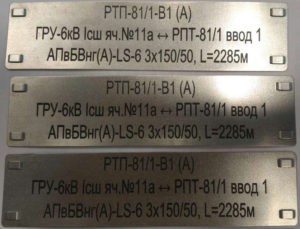 РТП-81/1-В1 (А)
ГРУ-6кВ Iсш яч.№11а ↔ РПТ-81/1 ввод 1
АПвБВнг(А)-LS-6 3х150/50, L=2285м
РТП-81/1-В1 (А)
ГРУ-6кВ Iсш яч.№11а ↔ РПТ-81/1 ввод 1
АПвБВнг(А)-LS-6 3х150/50, L=2285м
РТП-81/1-В1 (А)
ГРУ-6кВ Iсш яч.№11а ↔ РПТ-81/1 ввод 1
АПвБВнг(А)-LS-6 3х150/50, L=2285м